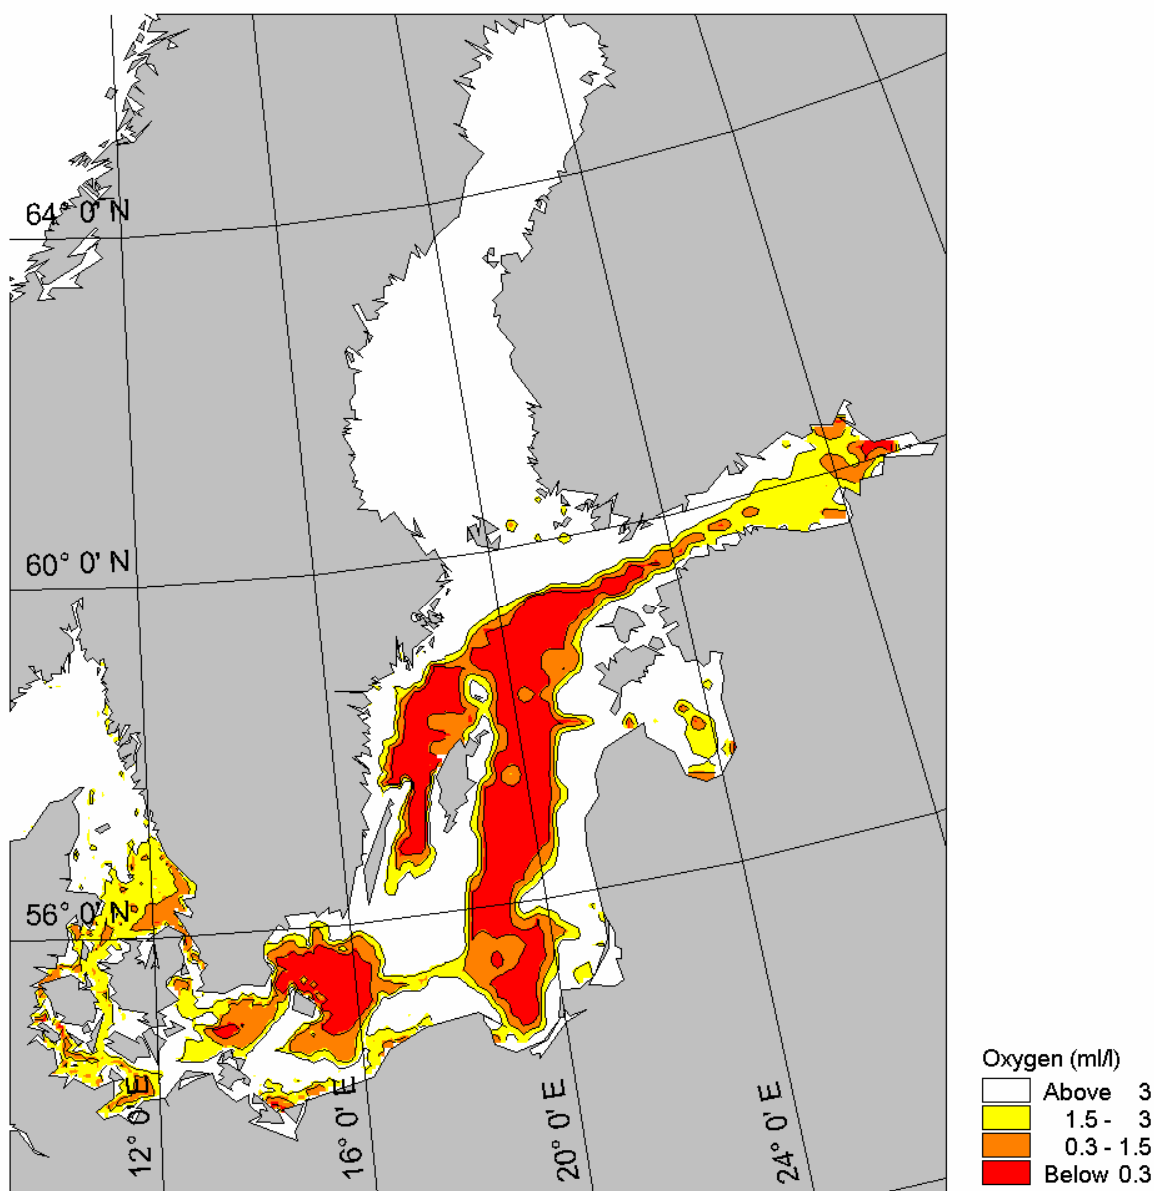 64° 0' N
60° 0' N
56° 0' N
12° 0' E
16° 0' E
20° 0' E
24° 0' E
Oxygen (ml/l)
Above 3
1.5 - 3
0.3 - 1.5
Below 0.3